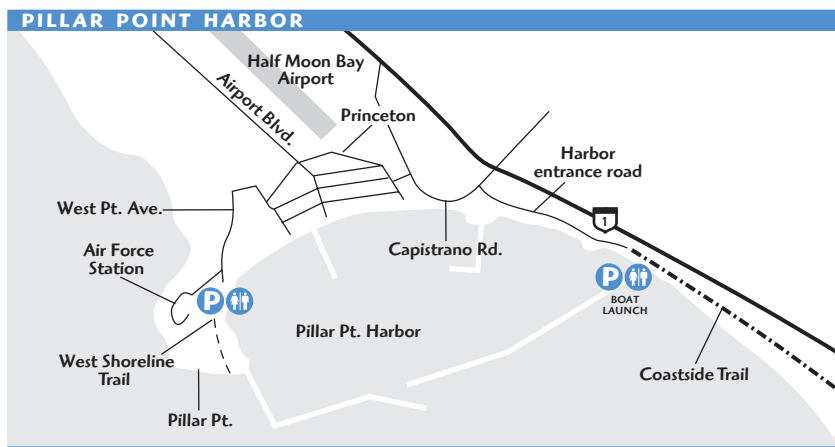 PILLAR POINT HARBOR
Half Moon Bay
Airport
Airport Blvd.
Princeton
Harbor
entrance road
West Pt. Ave.
1
Capistrano Rd.
Air Force
Station
P
P
BOAT
LAUNCH
Pillar Pt. Harbor
West Shoreline
Trail
Coastside Trail
Pillar Pt.